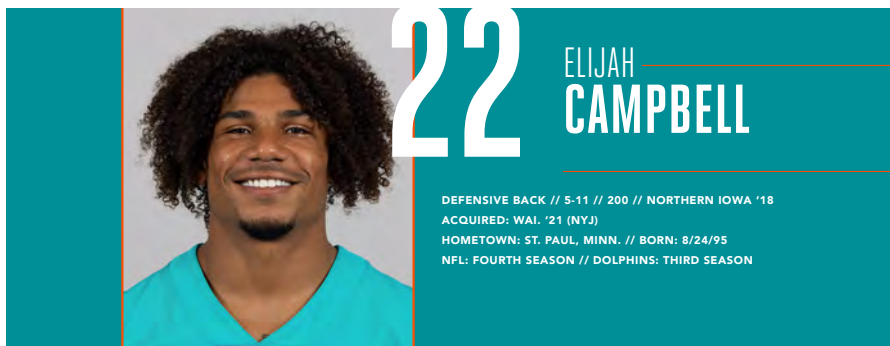 22
ELIJAH
CAMPBELL
DEFENSIVE BACK // 5-11 // 200 // NORTHERN IOWA ‘18
ACQUIRED: WAI. ‘21 (NYJ)
HOMETOWN: ST. PAUL, MINN. // BORN: 8/24/95
NFL: FOURTH SEASON // DOLPHINS: THIRD SEASON